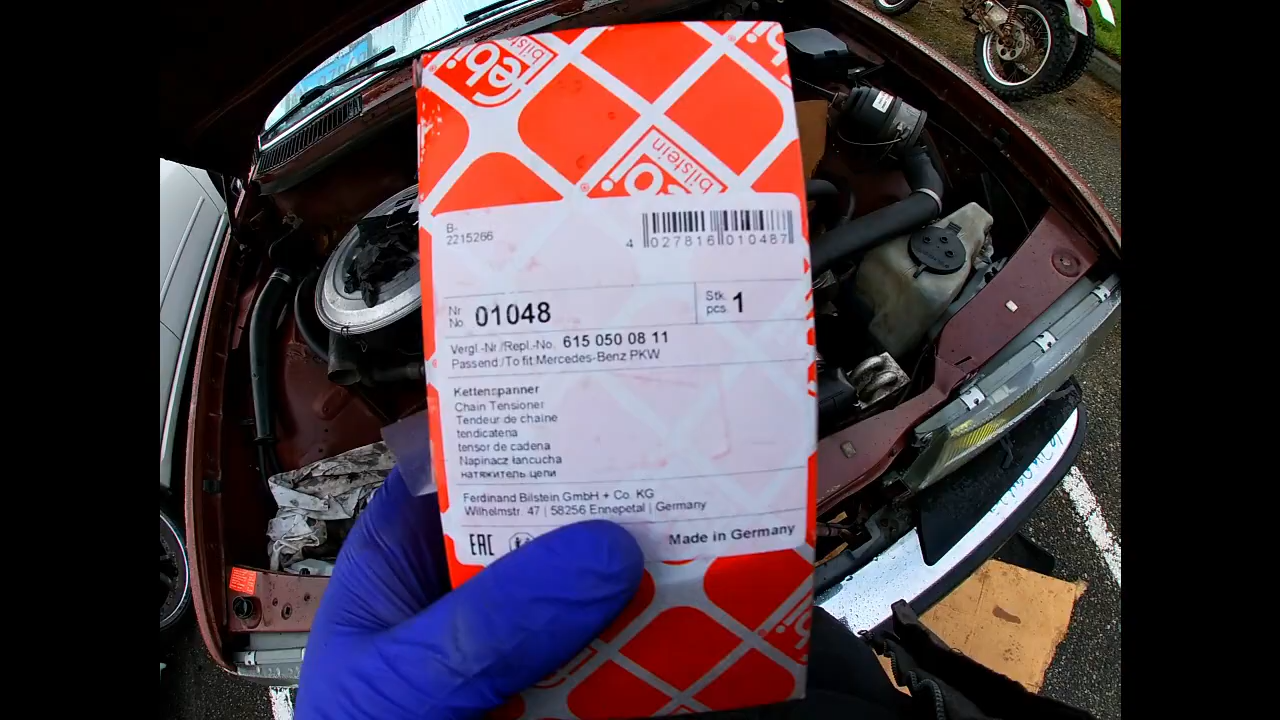 febi
bilstein
febi
bilstein
B-
2215266
4 027816 010487
Nr
No. 01048
Stk.
pcs. 1
Vergl.-Nr./Repl.-No. 615 050 08 11
Passend/To fit Mercedes-Benz PKW
Kettenspanner
Chain Tensioner
Tendeur de chaîne
tendicatena
tensor de cadena
Napinacz łańcucha
натяжитель цепи
Ferdinand Bilstein GmbH + Co. KG
Wilhelmstr. 47 | 58256 Ennepetal | Germany
EAC
Made in Germany
febi